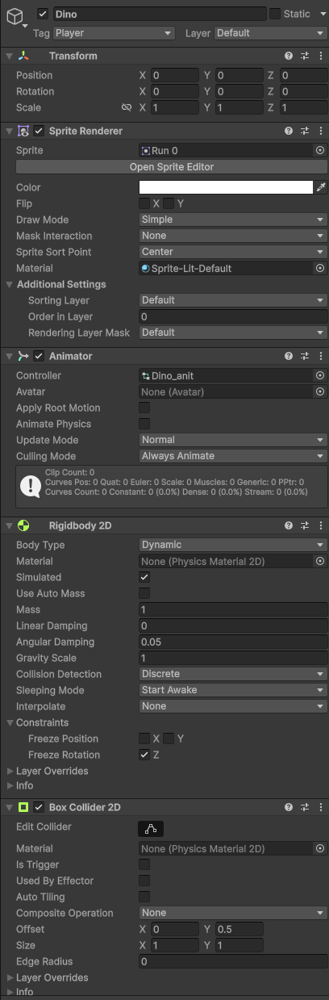 Dino Static
Tag Player Layer Default
Transform
Position X 0 Y 0 Z 0
Rotation X 0 Y 0 Z 0
Scale X 1 Y 1 Z 1
Sprite Renderer
Sprite Run 0
Open Sprite Editor
Color
Flip X Y
Draw Mode Simple
Mask Interaction None
Sprite Sort Point Center
Material Sprite-Lit-Default
Additional Settings
Sorting Layer Default
Order in Layer 0
Rendering Layer Mask Default
Animator
Controller Dino_anit
Avatar None (Avatar)
Apply Root Motion
Animate Physics
Update Mode Normal
Culling Mode Always Animate
Clip Count: 0
Curves Pos: 0 Quat: 0 Euler: 0 Scale: 0 Muscles: 0 Generic: 0 PPtr: 0
Curves Count: 0 Constant: 0 (0.0%) Dense: 0 (0.0%) Stream: 0 (0.0%)
Rigidbody 2D
Body Type Dynamic
Material None (Physics Material 2D)
Simulated
Use Auto Mass
Mass 1
Linear Damping 0
Angular Damping 0.05
Gravity Scale 1
Collision Detection Discrete
Sleeping Mode Start Awake
Interpolate None
Constraints
Freeze Position X Y
Freeze Rotation Z
Layer Overrides
Info
Box Collider 2D
Edit Collider
Material None (Physics Material 2D)
Is Trigger
Used By Effector
Auto Tiling
Composite Operation None
Offset X 0 Y 0.5
Size X 1 Y 1
Edge Radius 0
Layer Overrides
Info